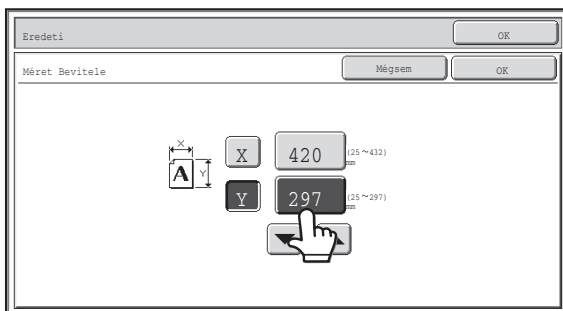 Eredeti OK
Méret Bevitele Mégsem OK
X
A Y
X 420 (25~432)
mm
Y 297 (25~297)
mm